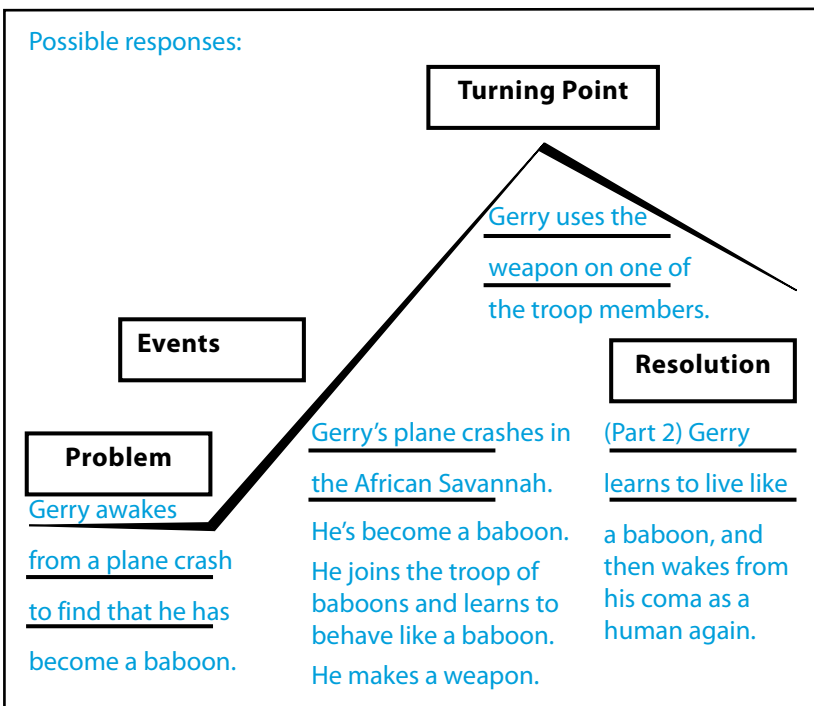 Possible responses:
Turning Point
Gerry uses the
weapon on one of
the troop members.
Events
Resolution
Problem
Gerry awakes
from a plane crash
to find that he has
become a baboon.
Gerry’s plane crashes in
the African Savannah.
He’s become a baboon.
He joins the troop of
baboons and learns to
behave like a baboon.
He makes a weapon.
(Part 2) Gerry
learns to live like
a baboon, and
then wakes from
his coma as a
human again.